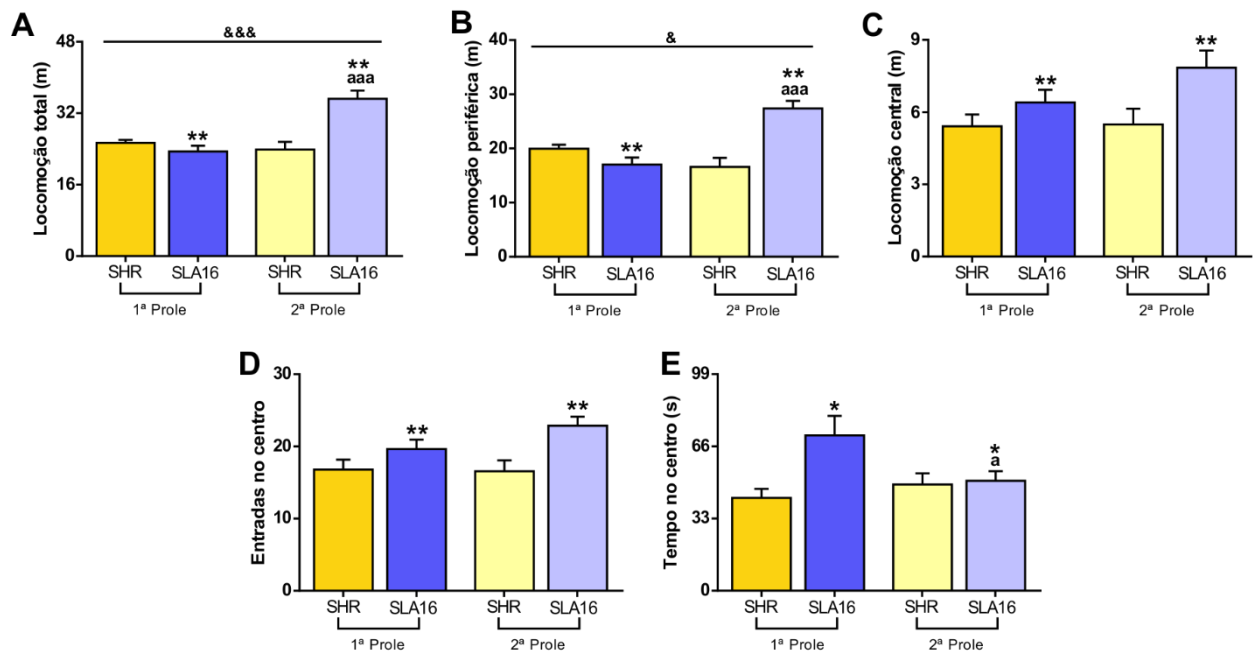 A
&&&
Locomoção total (m)
48
32
16
0
**
**
aaa
SHR SLA16 SHR SLA16
1ª Prole 2ª Prole
B
&
Locomoção periférica (m)
40
30
20
10
0
**
**
aaa
SHR SLA16 SHR SLA16
1ª Prole 2ª Prole
C
Locomoção central (m)
9
6
3
0
**
**
SHR SLA16 SHR SLA16
1ª Prole 2ª Prole
D
Entradas no centro
30
20
10
0
**
**
SHR SLA16 SHR SLA16
1ª Prole 2ª Prole
E
Tempo no centro (s)
99
66
33
0
*
*
a
SHR SLA16 SHR SLA16
1ª Prole 2ª Prole